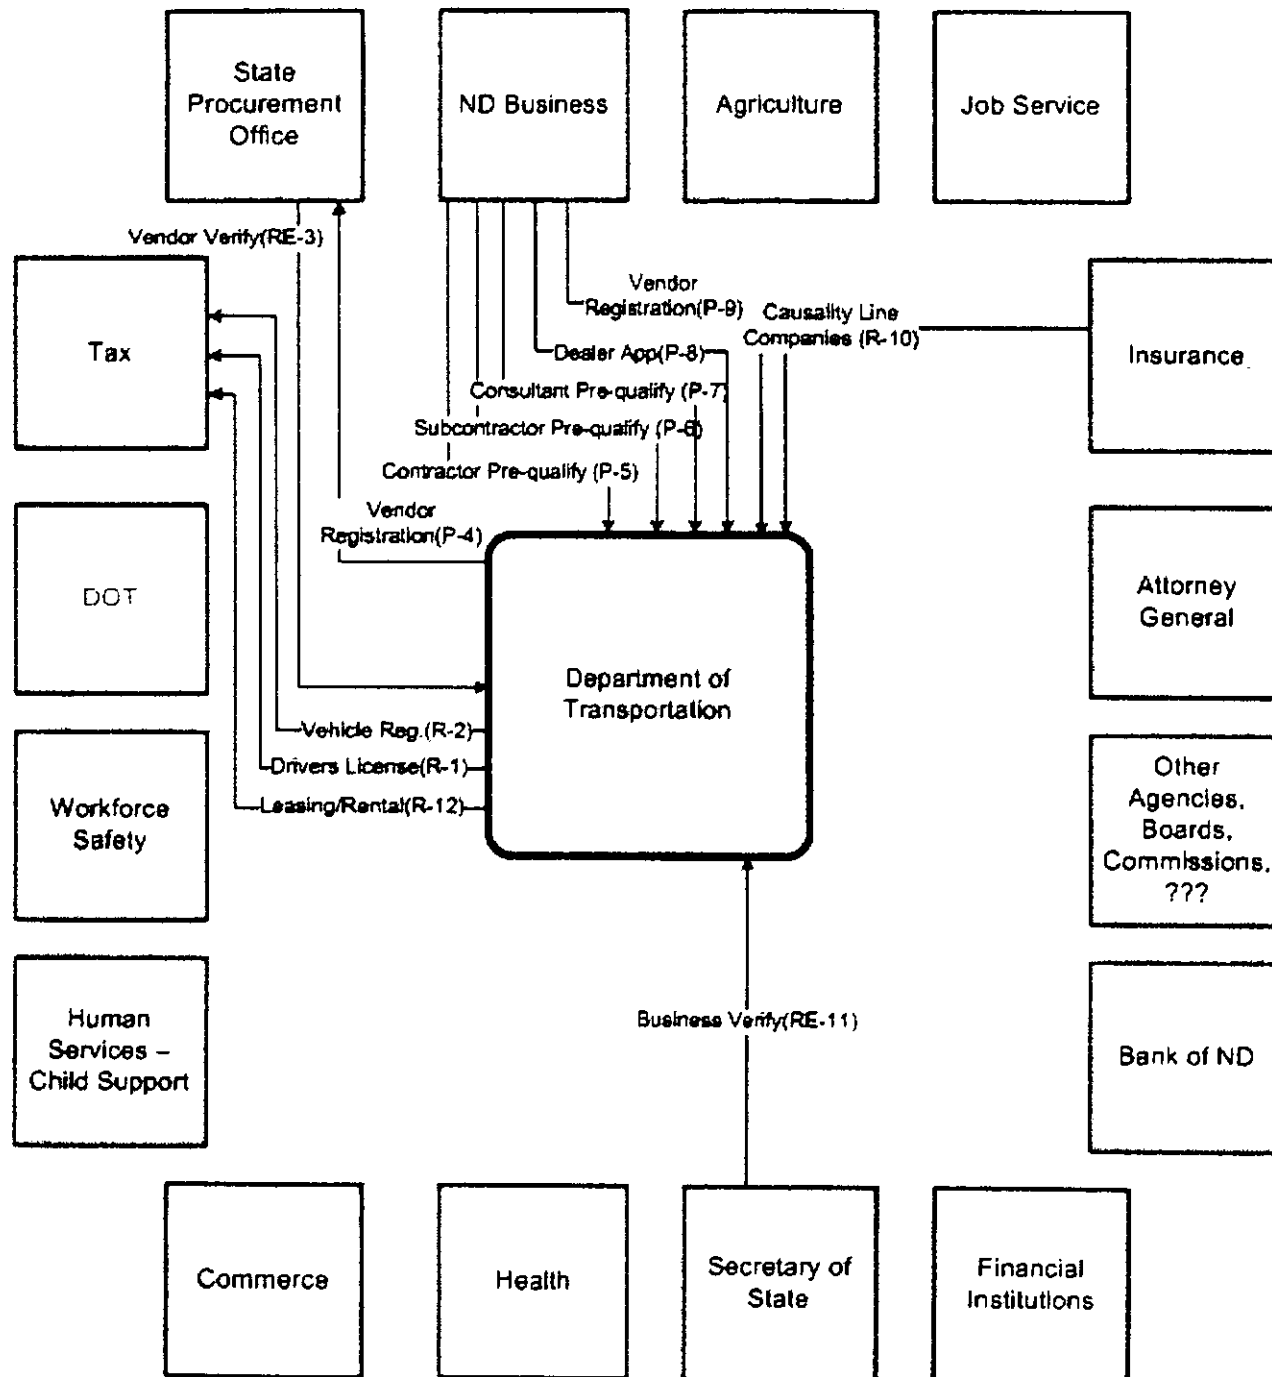 State
Procurement
Office
ND Business
Agriculture
Job Service
Vendor Verify(RE-3)
Tax
Vendor
Registration(P-9)
Causality Line
Companies (R-10)
Insurance
Dealer App(P-8)
Consultant Pre-qualify (P-7)
Subcontractor Pre-qualify (P-6)
Contractor Pre-qualify (P-5)
Vendor
Registration(P-4)
DOT
Attorney
General
Department of
Transportation
Vehicle Reg.(R-2)
Drivers License(R-1)
Leasing/Rental(R-12)
Workforce
Safety
Other
Agencies,
Boards,
Commissions,
???
Human
Services –
Child Support
Business Verify(RE-11)
Bank of ND
Commerce
Health
Secretary of
State
Financial
Institutions